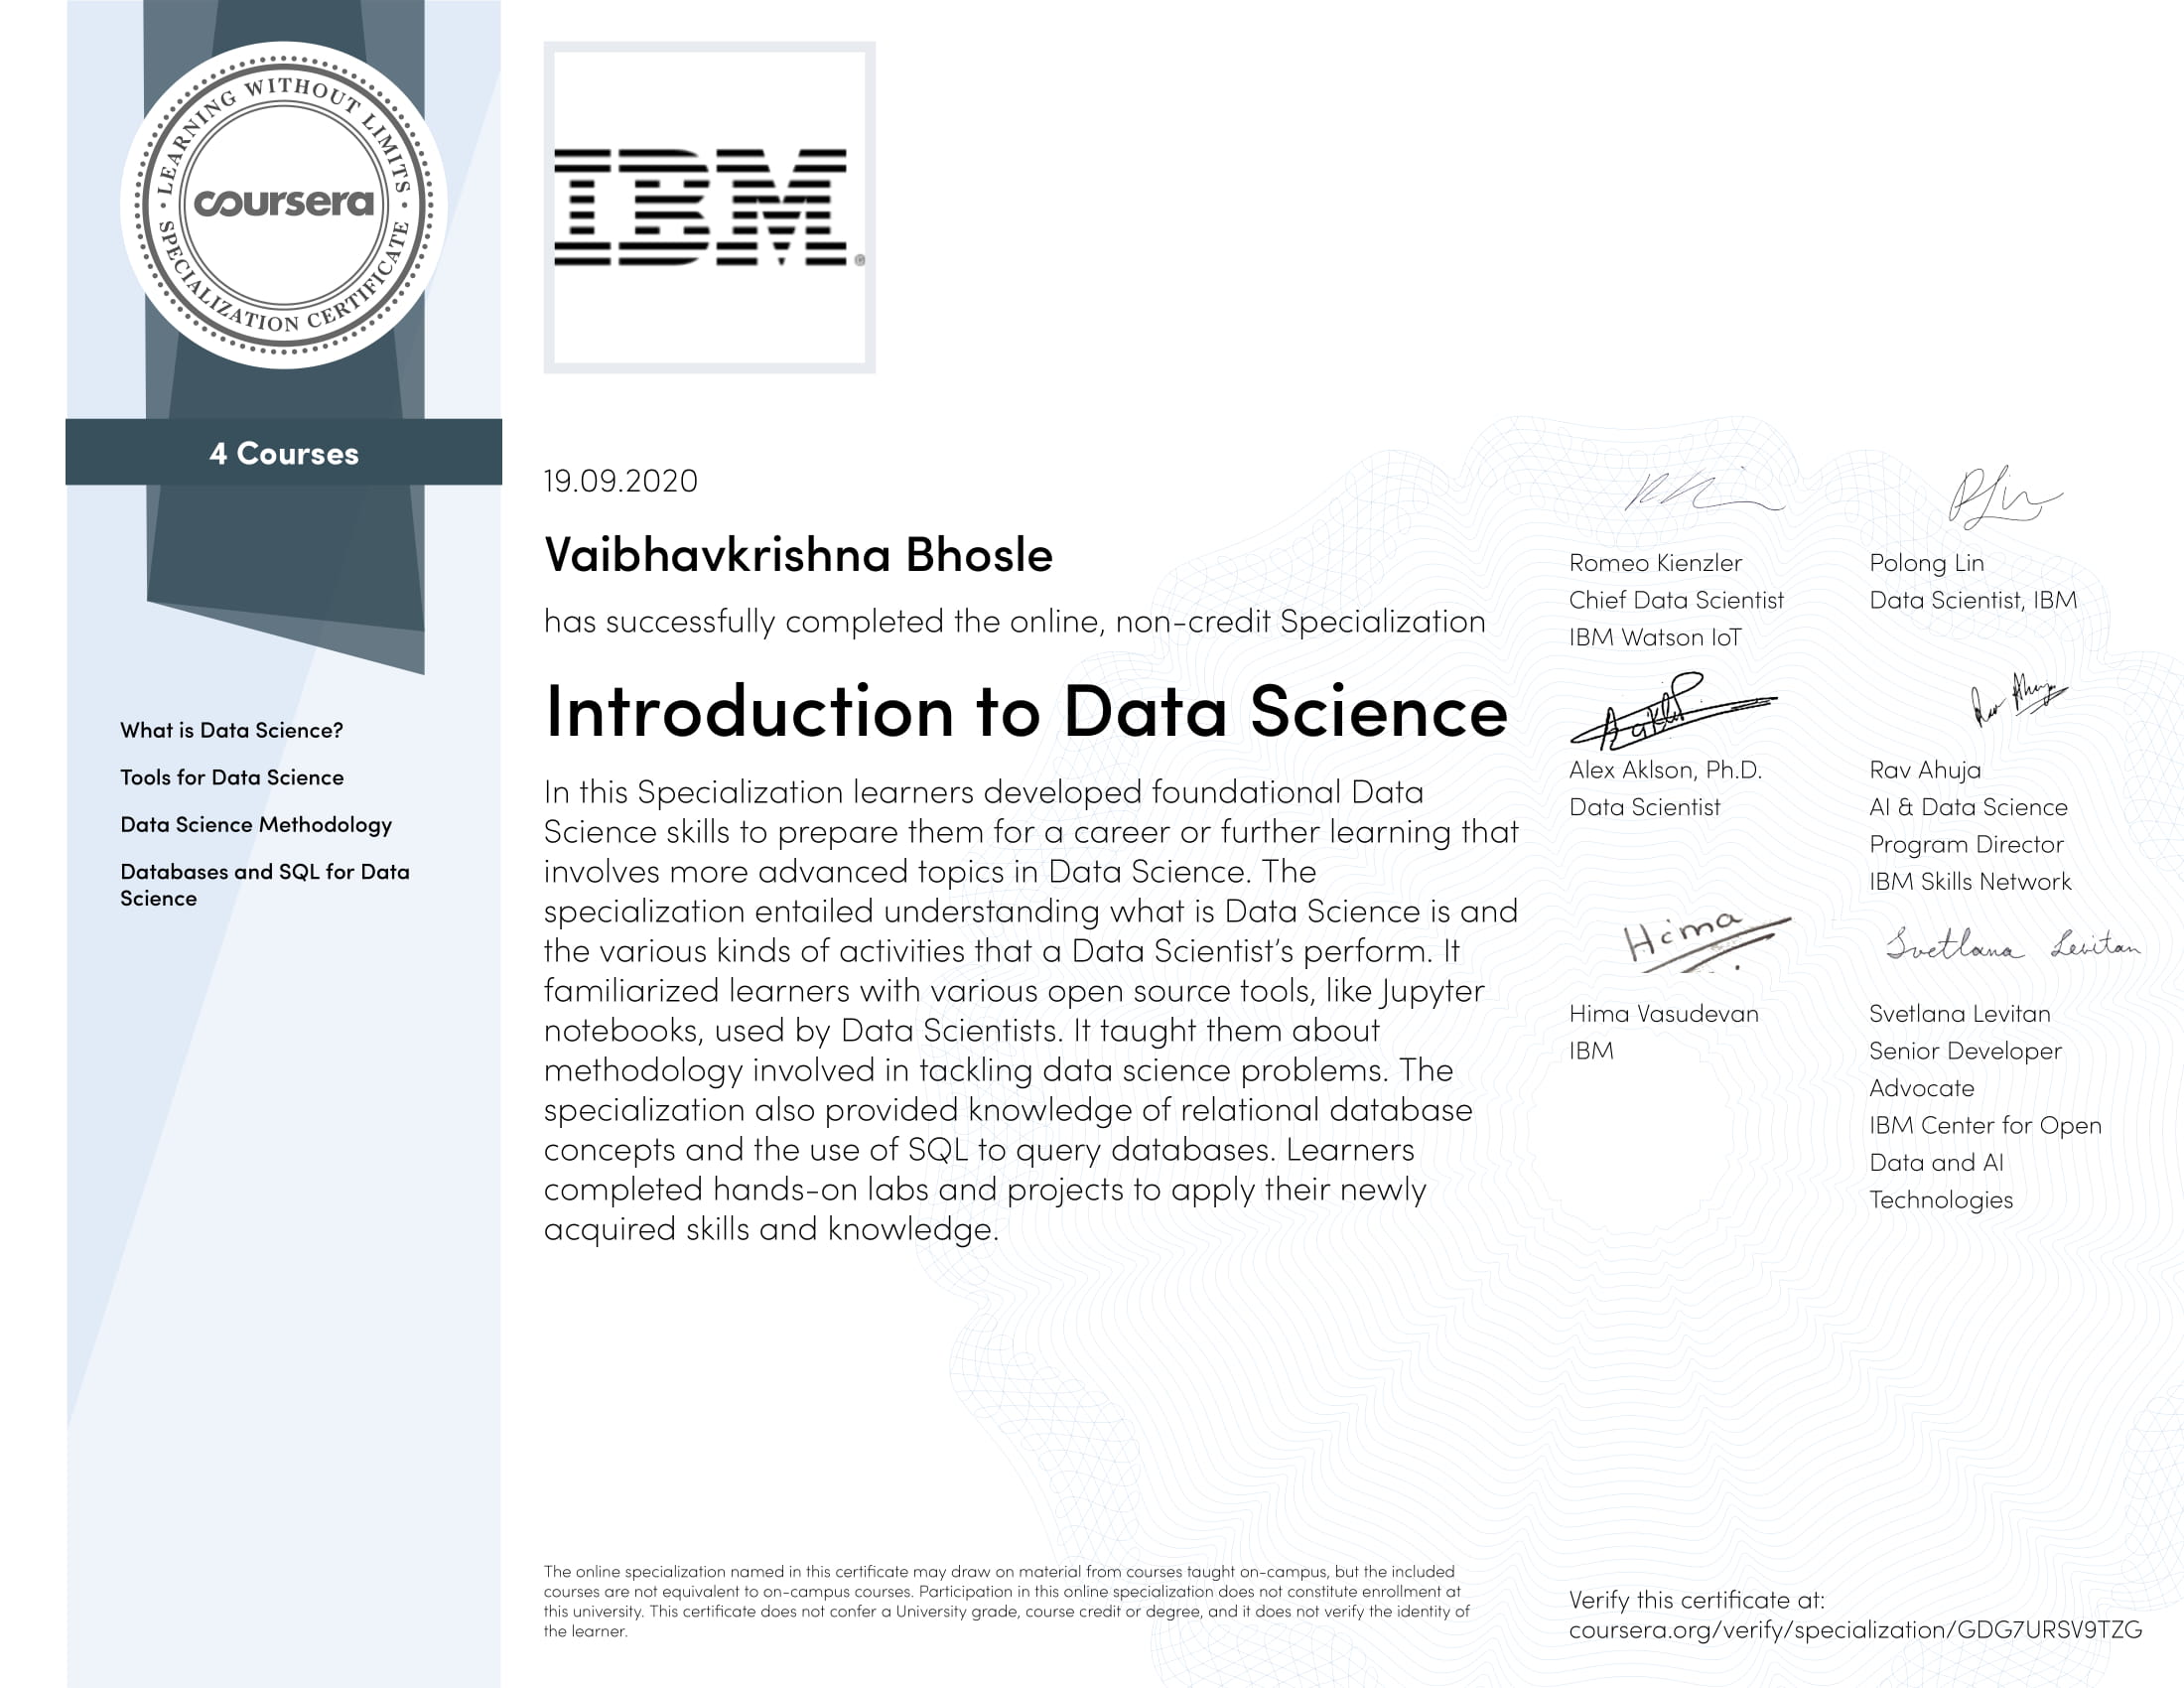 LEARNING WITHOUT LIMITS
coursera
SPECIALIZATION CERTIFICATE
4 Courses
What is Data Science?
Tools for Data Science
Data Science Methodology
Databases and SQL for Data
Science
IBM
®
19.09.2020
Vaibhavkrishna Bhosle
has successfully completed the online, non-credit Specialization
Introduction to Data Science
In this Specialization learners developed foundational Data
Science skills to prepare them for a career or further learning that
involves more advanced topics in Data Science. The
specialization entailed understanding what is Data Science is and
the various kinds of activities that a Data Scientist's perform. It
familiarized learners with various open source tools, like Jupyter
notebooks, used by Data Scientists. It taught them about
methodology involved in tackling data science problems. The
specialization also provided knowledge of relational database
concepts and the use of SQL to query databases. Learners
completed hands-on labs and projects to apply their newly
acquired skills and knowledge.
Romeo Kienzler
Chief Data Scientist
IBM Watson IoT
Polong Lin
Data Scientist, IBM
Alex Aklson, Ph.D.
Data Scientist
Rav Ahuja
Rav Ahuja
AI & Data Science
Program Director
IBM Skills Network
Hima
Hima Vasudevan
IBM
Svetlana Levitan
Svetlana Levitan
Senior Developer
Advocate
IBM Center for Open
Data and AI
Technologies
The online specialization named in this certificate may draw on material from courses taught on-campus, but the included
courses are not equivalent to on-campus courses. Participation in this online specialization does not constitute enrollment at
this university. This certificate does not confer a University grade, course credit or degree, and it does not verify the identity of
the learner.
Verify this certificate at:
coursera.org/verify/specialization/GDG7URSV9TZG